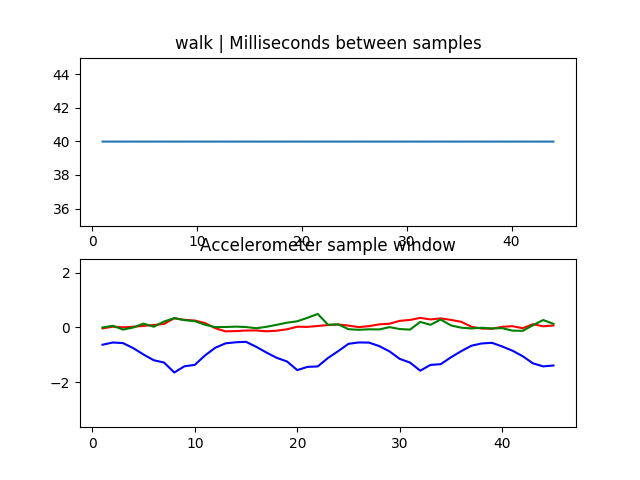 walk | Milliseconds between samples
44
42
40
38
36
0 10 20 30 40
Accelerometer sample window
2
0
−2
0 10 20 30 40